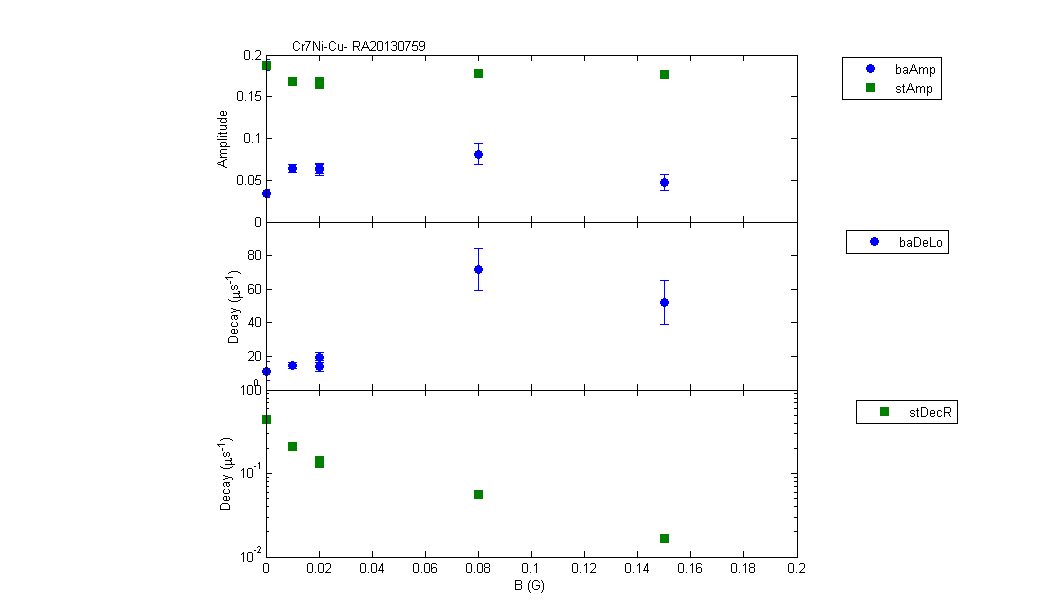 Cr7Ni-Cu- RA20130759
0.2
0.15
0.1
0.05
0
Amplitude
baAmp
stAmp
80
60
40
20
0
Decay (μs⁻¹)
baDeLo
10⁰
10⁻¹
10⁻²
Decay (μs⁻¹)
stDecR
0 0.02 0.04 0.06 0.08 0.1 0.12 0.14 0.16 0.18 0.2
B (G)